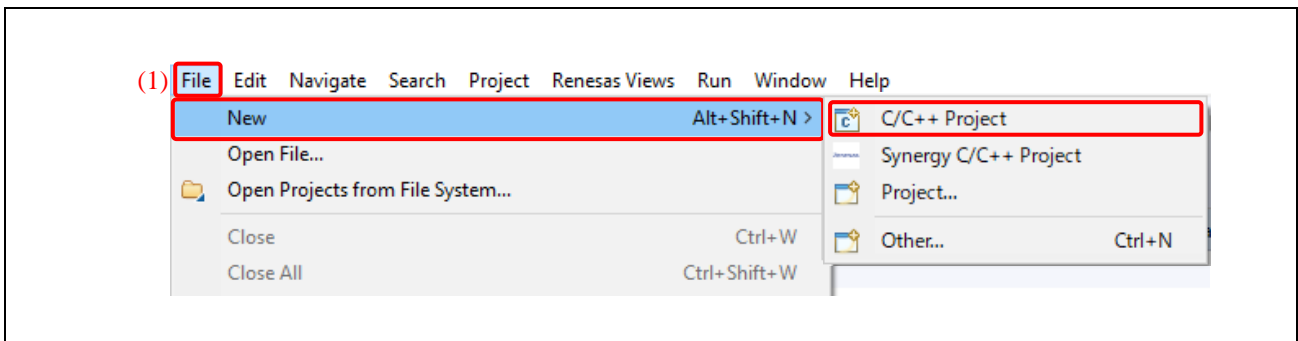 (1) File Edit Navigate Search Project Renesas Views Run Window Help
New Alt+Shift+N > C/C++ Project
Open File... Synergy C/C++ Project
Open Projects from File System... Project...
Close Ctrl+W Other... Ctrl+N
Close All Ctrl+Shift+W